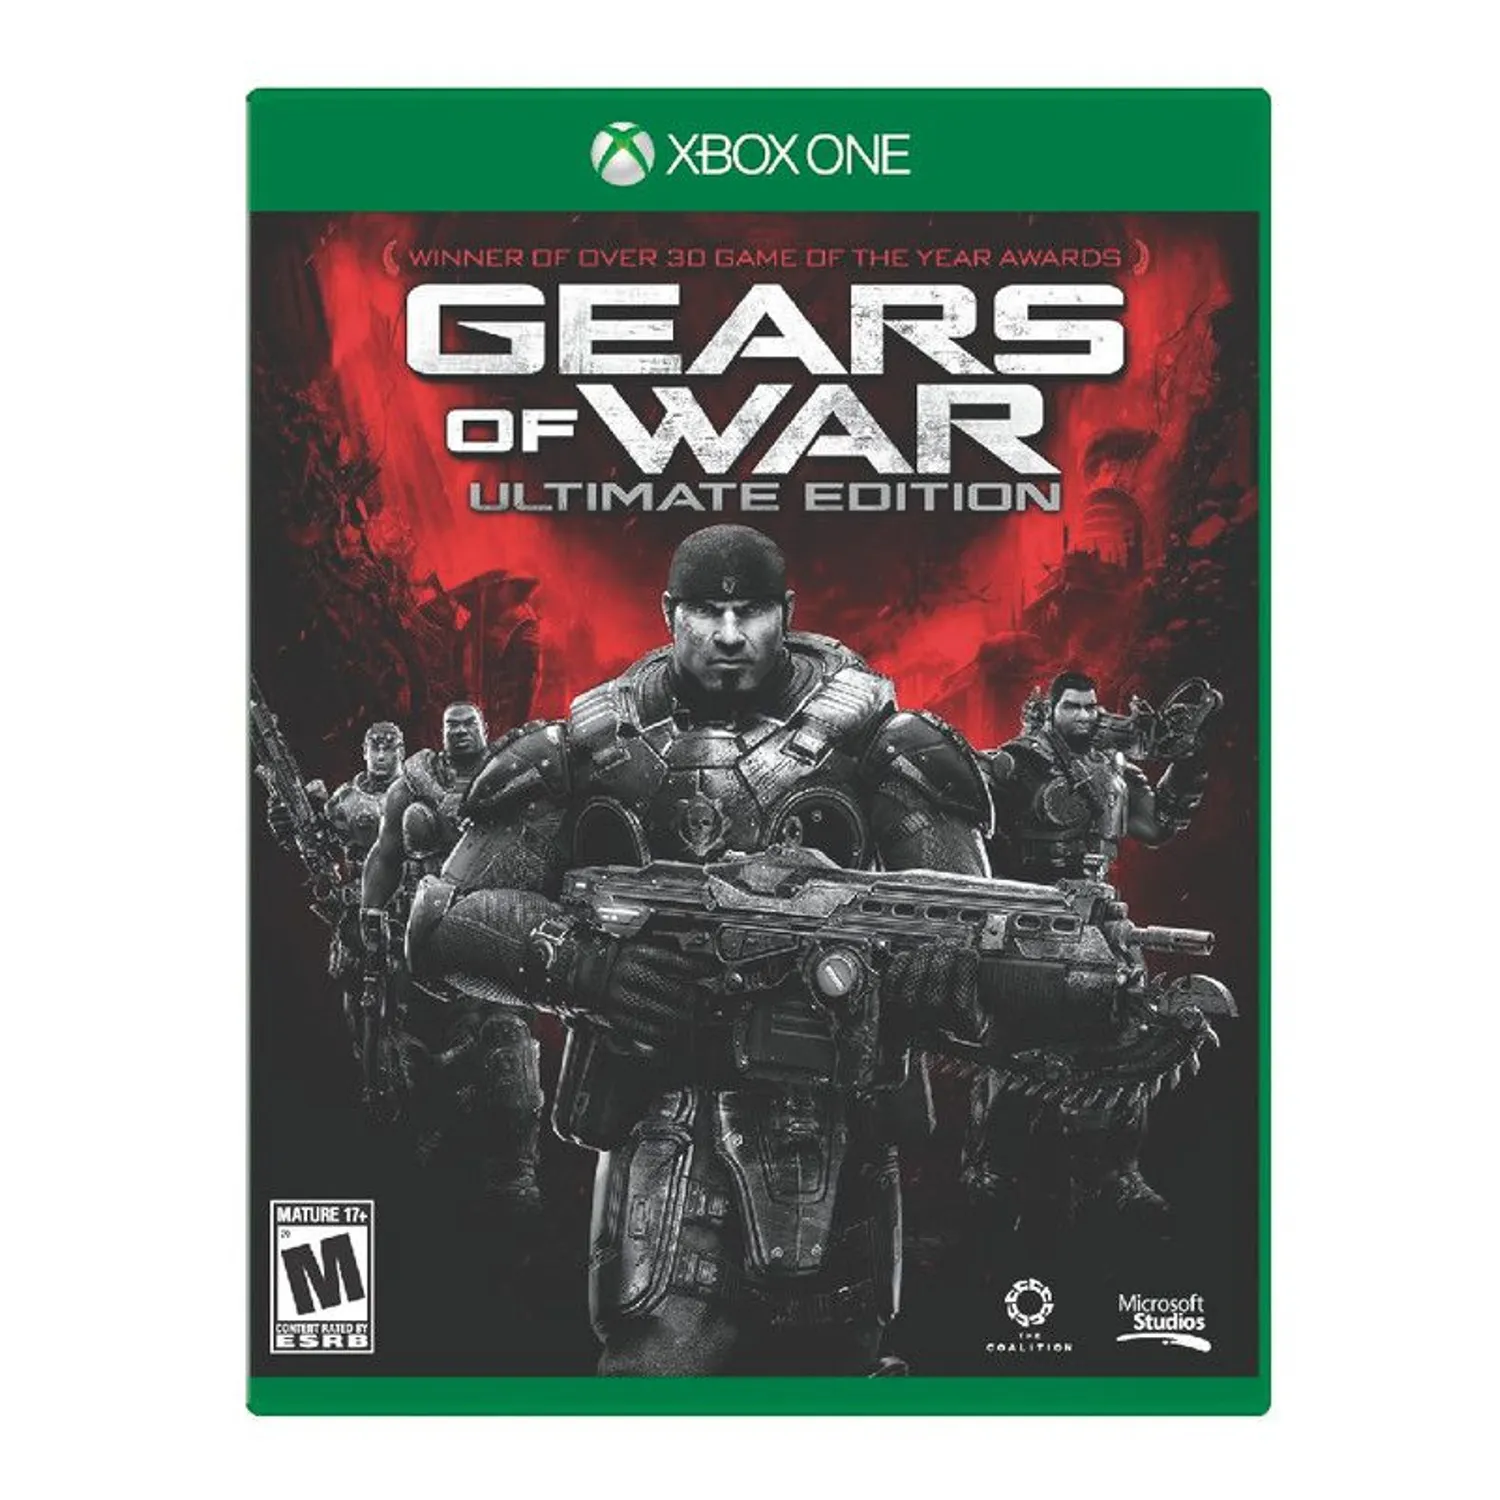 XBOX ONE
WINNER OF OVER 30 GAME OF THE YEAR AWARDS
GEARS
OF WAR
ULTIMATE EDITION
MATURE 17+
M
CONTENT RATED BY
ESRB
THE
COALITION
Microsoft
Studios